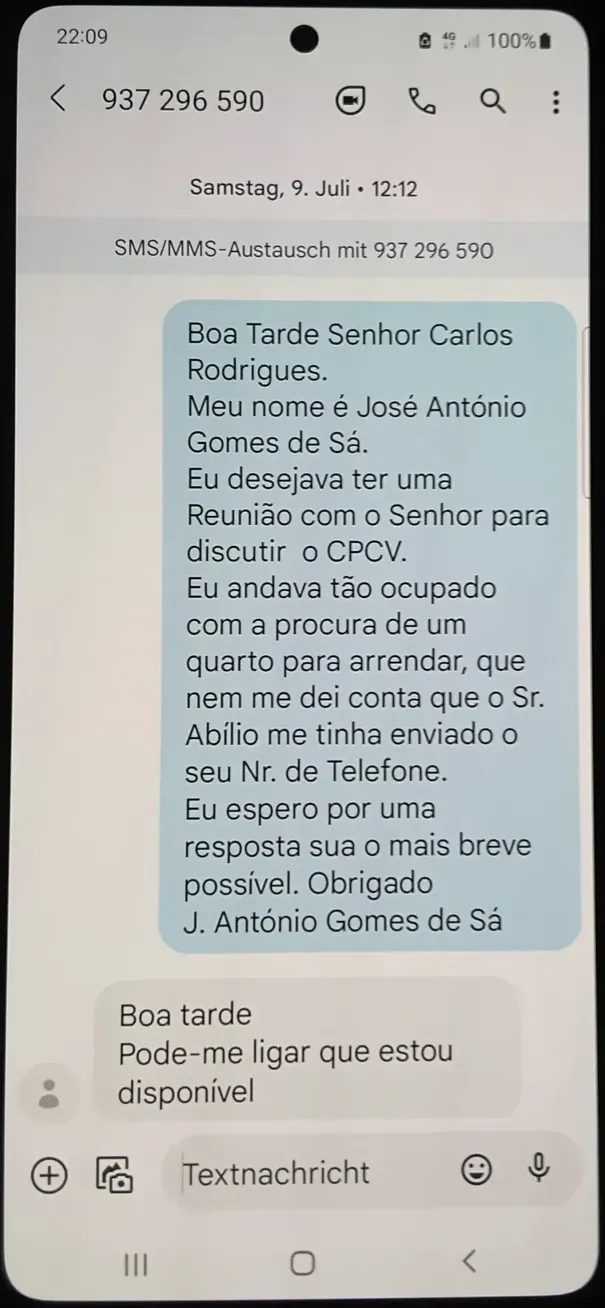 22:09
4G
100%
937 296 590
Samstag, 9. Juli • 12:12
SMS/MMS-Austausch mit 937 296 590
Boa Tarde Senhor Carlos
Rodrigues.
Meu nome é José António
Gomes de Sá.
Eu desejava ter uma
Reunião com o Senhor para
discutir o CPCV.
Eu andava tão ocupado
com a procura de um
quarto para arrendar, que
nem me dei conta que o Sr.
Abílio me tinha enviado o
seu Nr. de Telefone.
Eu espero por uma
resposta sua o mais breve
possível. Obrigado
J. António Gomes de Sá
Boa tarde
Pode-me ligar que estou
disponível
Textnachricht